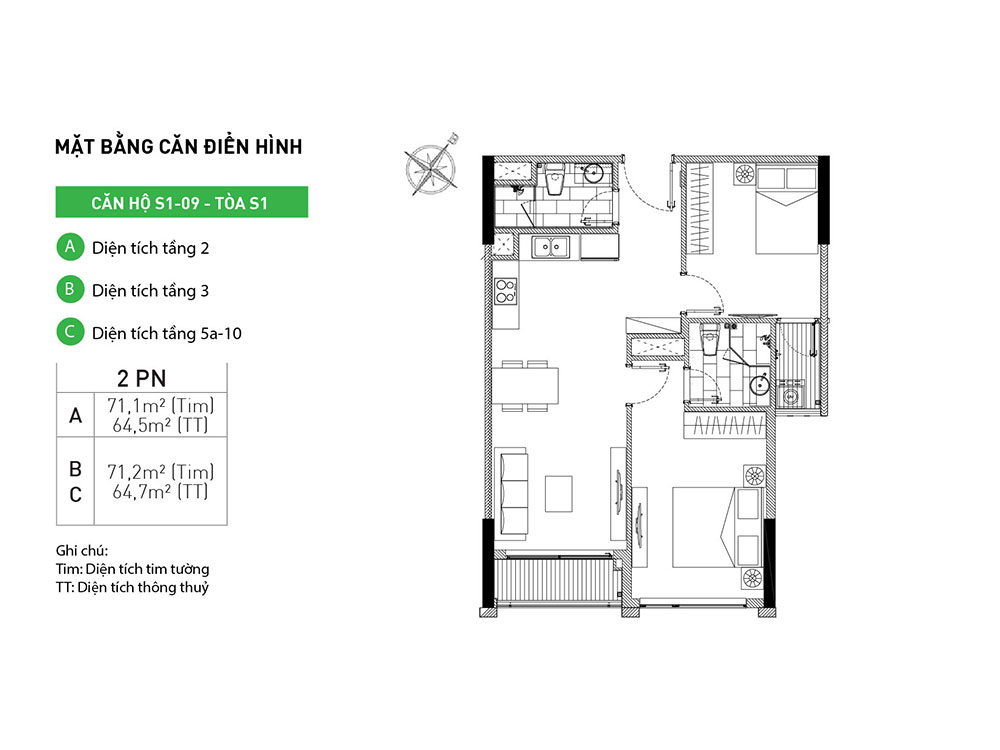 MẶT BẰNG CĂN ĐIỂN HÌNH
CĂN HỘ S1-09 - TÒA S1
A Diện tích tầng 2
B Diện tích tầng 3
C Diện tích tầng 5a-10
2 PN
A 71,1m² (Tim)
64,5m² (TT)
B
C
71,2m² (Tim)
64,7m² (TT)
Ghi chú:
Tim: Diện tích tim tường
TT: Diện tích thông thuỷ
B